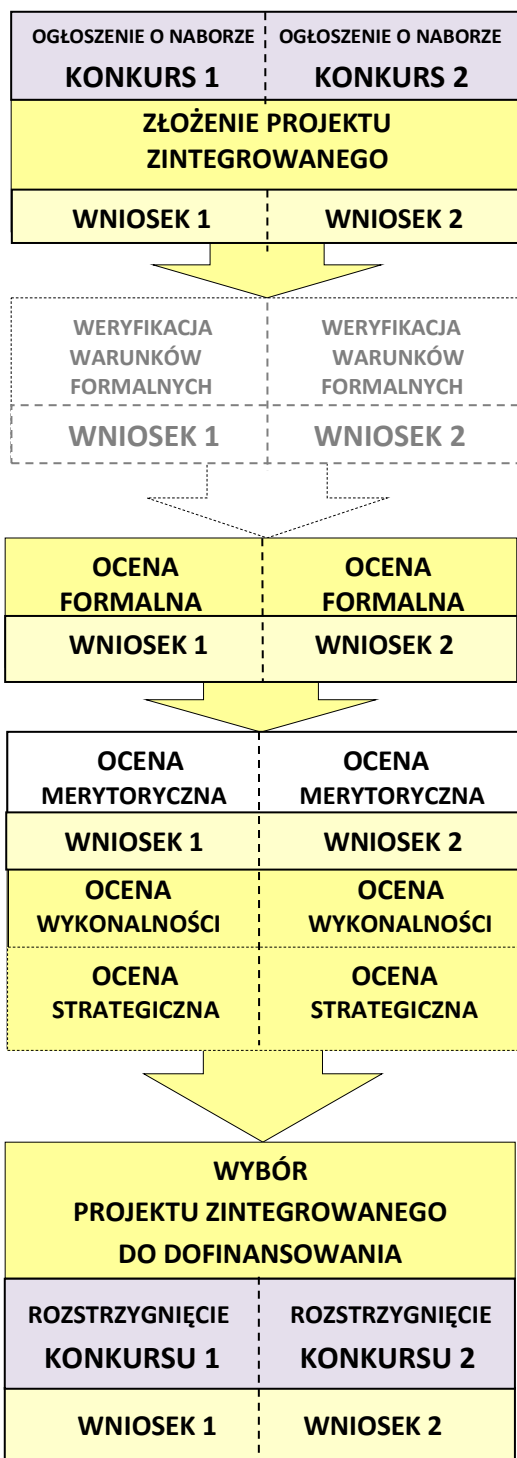 OGŁOSZENIE O NABORZE OGŁOSZENIE O NABORZE
KONKURS 1 KONKURS 2
ZŁOŻENIE PROJEKTU
ZINTEGROWANEGO
WNIOSEK 1 WNIOSEK 2
WERYFIKACJA WERYFIKACJA
WARUNKÓW WARUNKÓW
FORMALNYCH FORMALNYCH
WNIOSEK 1 WNIOSEK 2
OCENA OCENA
FORMALNA FORMALNA
WNIOSEK 1 WNIOSEK 2
OCENA OCENA
MERYTORYCZNA MERYTORYCZNA
WNIOSEK 1 WNIOSEK 2
OCENA OCENA
WYKONALNOŚCI WYKONALNOŚCI
OCENA OCENA
STRATEGICZNA STRATEGICZNA
WYBÓR
PROJEKTU ZINTEGROWANEGO
DO DOFINANSOWANIA
ROZSTRZYGNIĘCIE ROZSTRZYGNIĘCIE
KONKURSU 1 KONKURSU 2
WNIOSEK 1 WNIOSEK 2